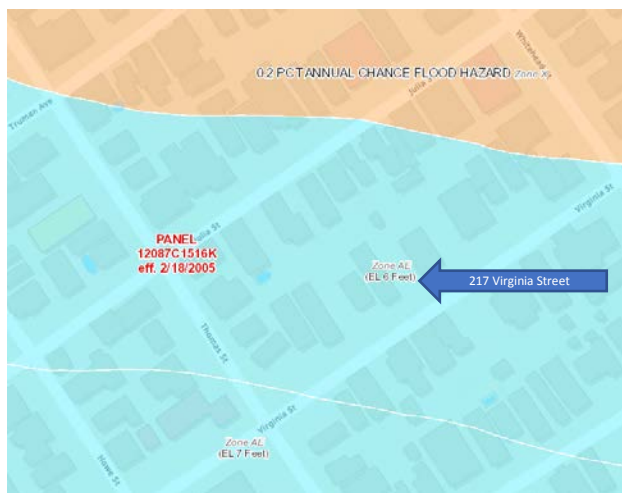 Whitehead
0.2 PCT ANNUAL CHANCE FLOOD HAZARD Zone X
Julia S
Truman Ave
Virginia St
Julia St
PANEL
12087C1516K
eff. 2/18/2005
Zone AE
(EL 6 Feet)
217 Virginia Street
Thomas St
Virginia St
Zone AE
(EL 7 Feet)
Howe St